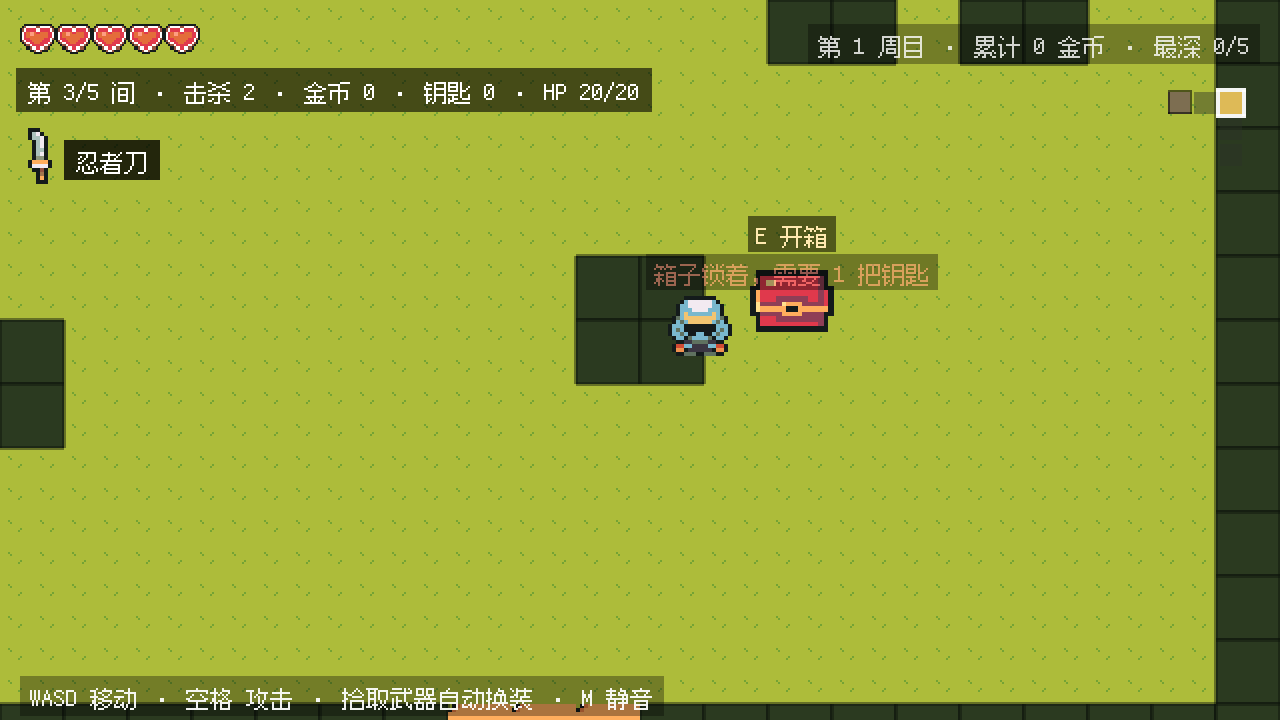 第 1 周目 · 累计 0 金币 · 最深 0/5
第 3/5 间 · 击杀 2 · 金币 0 · 钥匙 0 · HP 20/20
忍者刀
E 开箱
箱子锁着，需要 1 把钥匙
WASD 移动 · 空格 攻击 · 拾取武器自动换装 · M 静音